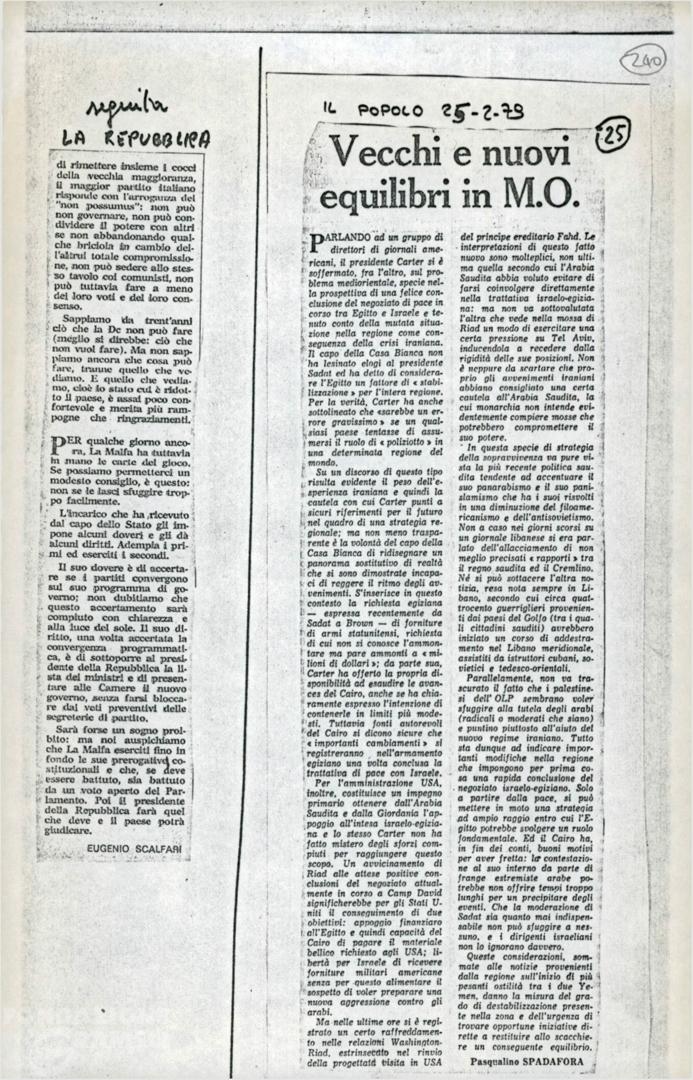 240
seguita
LA REPUBBLICA
di rimettere insieme i cocci
della vecchia maggioranza,
il maggior partito italiano
risponde con l'arroganza del
"non possumus": non può
non governare, non può con-
dividere il potere con altri
se non abbandonando qual-
che briciola in cambio del-
l'altrui totale compromissio-
ne, non può sedere allo stes-
so tavolo coi comunisti, non
può tuttavia fare a meno
dei loro voti e del loro con-
senso.
Sappiamo da trent'anni
ciò che la Dc non può fare
(meglio si direbbe: ciò che
non vuol fare). Ma non sap-
piamo ancora che cosa può
fare, tranne quello che ve-
diamo. E quello che vedia-
mo, cioè lo stato cui è ridot-
to il paese, è assai poco con-
fortevole e merita più ram-
pogne che ringraziamenti.
PER qualche giorno anco-
ra, La Malfa ha tuttavia
in mano le carte del gioco.
Se possiamo permetterci un
modesto consiglio, è questo:
non se le lasci sfuggire trop-
po facilmente.
L'incarico che ha ricevuto
dal capo dello Stato gli im-
pone alcuni doveri e gli dà
alcuni diritti. Adempia i pri-
mi ed eserciti i secondi.
Il suo dovere è di accerta-
re se i partiti convergono
sul suo programma di go-
verno; non dubitiamo che
questo accertamento sarà
compiuto con chiarezza e
alla luce del sole. Il suo di-
ritto, una volta accertata la
convergenza programmati-
ca, è di sottoporre al presi-
dente della Repubblica la li-
sta dei ministri e di presen-
tare alle Camere il nuovo
governo, senza farsi blocca-
re dai veti preventivi delle
segreterie di partito.
Sarà forse un sogno proi-
bito: ma noi auspichiamo
che La Malfa eserciti fino in
fondo le sue prerogative co-
stituzionali e che, se deve
essere battuto, sia battuto
da un voto aperto del Par-
lamento. Poi il presidente
della Repubblica farà quel
che deve e il paese potrà
giudicare.
EUGENIO SCALFARI
IL POPOLO 25-2-79
25
Vecchi e nuovi
equilibri in M.O.
PARLANDO ad un gruppo di
direttori di giornali ame-
ricani, il presidente Carter si è
soffermato, fra l'altro, sul pro-
blema mediorientale, specie nel-
la prospettiva di una felice con-
clusione del negoziato di pace in
corso tra Egitto e Israele e te-
nuto conto della mutata situa-
zione nella regione come con-
seguenza della crisi iraniana.
Il capo della Casa Bianca non
ha lesinato elogi al presidente
Sadat ed ha detto di considera-
re l'Egitto un fattore di « stabi-
lizzazione » per l'intera regione.
Per la verità, Carter ha anche
sottolineato che «sarebbe un er-
rore gravissimo» se un qual-
siasi paese tentasse di assu-
mersi il ruolo di «poliziotto» in
una determinata regione del
mondo.
Su un discorso di questo tipo
risulta evidente il peso dell'e-
sperienza iraniana e quindi la
cautela con cui Carter punti a
sicuri riferimenti per il futuro
nel quadro di una strategia re-
gionale; ma non meno traspa-
rente è la volontà del capo della
Casa Bianca di ridisegnare un
panorama sostitutivo di realtà
che si sono dimostrate incapa-
ci di reggere il ritmo degli av-
venimenti. S'inserisce in questo
contesto la richiesta egiziana
— espressa recentemente da
Sadat a Brown — di forniture
di armi statunitensi, richiesta
di cui non si conosce l'ammon-
tare ma pare ammonti a « mi-
lioni di dollari »; da parte sua,
Carter ha offerto la propria di-
sponibilità ad esaudire le avan-
ces del Cairo, anche se ha chia-
ramente espresso l'intenzione di
contenerle in limiti più mode-
sti. Tuttavia fonti autorevoli
del Cairo si dicono sicure che
« importanti cambiamenti » si
registreranno nell'armamento
egiziano una volta conclusa la
trattativa di pace con Israele.
Per l'amministrazione USA,
inoltre, costituisce un impegno
primario ottenere dall'Arabia
Saudita e dalla Giordania l'ap-
poggio all'intesa israelo-egizia-
na e lo stesso Carter non ha
fatto mistero degli sforzi com-
piuti per raggiungere questo
scopo. Un avvicinamento di
Riad alle attese positive con-
clusioni del negoziato attual-
mente in corso a Camp David
significherebbe per gli Stati U-
niti il conseguimento di due
obiettivi: appoggio finanziaro
all'Egitto e quindi capacità del
Cairo di pagare il materiale
bellico richiesto agli USA; li-
bertà per Israele di ricevere
forniture militari americane
senza per questo alimentare il
sospetto di voler preparare una
nuova aggressione contro gli
arabi.
Ma nelle ultime ore si è regi-
strato un certo raffreddamen-
to nelle relazioni Washington-
Riad, estrinsecato nel rinvio
della progettata visita in USA
del principe ereditario Fahd. Le
interpretazioni di questo fatto
nuovo sono molteplici, non ulti-
ma quella secondo cui l'Arabia
Saudita abbia voluto evitare di
farsi coinvolgere direttamente
nella trattativa israelo-egizia-
na: ma non va sottovalutata
l'altra che vede nella mossa di
Riad un modo di esercitare una
certa pressione su Tel Aviv,
inducendola a recedere dalla
rigidità delle sue posizioni. Non
è neppure da scartare che pro-
prio gli avvenimenti iraniani
abbiano consigliato una certa
cautela all'Arabia Saudita, la
cui monarchia non intende evi-
dentemente compiere mosse che
potrebbero compromettere il
suo potere.
In questa specie di strategia
della sopravvivenza va pure vi-
sta la più recente politica sau-
dita tendente ad accentuare il
suo panarabismo e il suo pan-
slamismo che ha i suoi risvolti
in una diminuzione del filoame-
ricanismo e dell'antisovietismo.
Non a caso nei giorni scorsi su
un giornale libanese si era par-
lato dell'allacciamento di non
meglio precisati « rapporti » tra
il regno saudita ed il Cremlino.
Né si può sottacere l'altra no-
tizia, resa nota sempre in Li-
bano, secondo cui circa quat-
trocento guerriglieri provenien-
ti dai paesi del Golfo (tra i qua-
li cittadini sauditi) avrebbero
iniziato un corso di addestra-
mento nel Libano meridionale,
assistiti da istruttori cubani, so-
vietici e tedesco-orientali.
Parallelamente, non va tra-
scurato il fatto che i palestine-
si dell'OLP sembrano voler
sfuggire alla tutela degli arabi
(radicali o moderati che siano)
e puntino piuttosto all'aiuto del
nuovo regime iraniano. Tutto
sta dunque ad indicare impor-
tanti modifiche nella regione
che impongono per prima co-
sa una rapida conclusione del
negoziato israelo-egiziano. Solo
a partire dalla pace, si può
mettere in moto una strategia
ad ampio raggio entro cui l'E-
gitto potrebbe svolgere un ruolo
fondamentale. Ed il Cairo ha,
in fin dei conti, buoni motivi
per aver fretta: la contestazio-
ne al suo interno da parte di
frange estremiste arabe po-
trebbe non offrire tempi troppo
lunghi per un precipitare degli
eventi. Che la moderazione di
Sadat sia quanto mai indispen-
sabile non può sfuggire a nes-
suno, e i dirigenti israeliani
non lo ignorano davvero.
Queste considerazioni, som-
mate alle notizie provenienti
dalla regione sull'inizio di più
pesanti ostilità tra i due Ye-
men, danno la misura del gra-
do di destabilizzazione presen-
te nella zona e dell'urgenza di
trovare opportune iniziative di-
rette a restituire allo scacchie-
re un conseguente equilibrio.
Pasqualino SPADAFORA